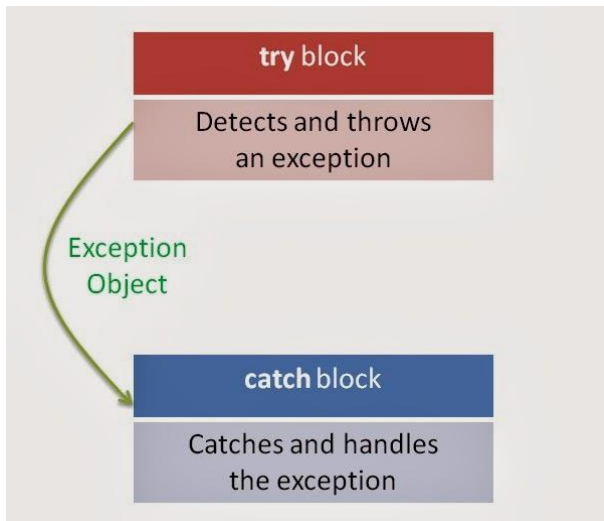 try block
Detects and throws
an exception
Exception
Object
catch block
Catches and handles
the exception